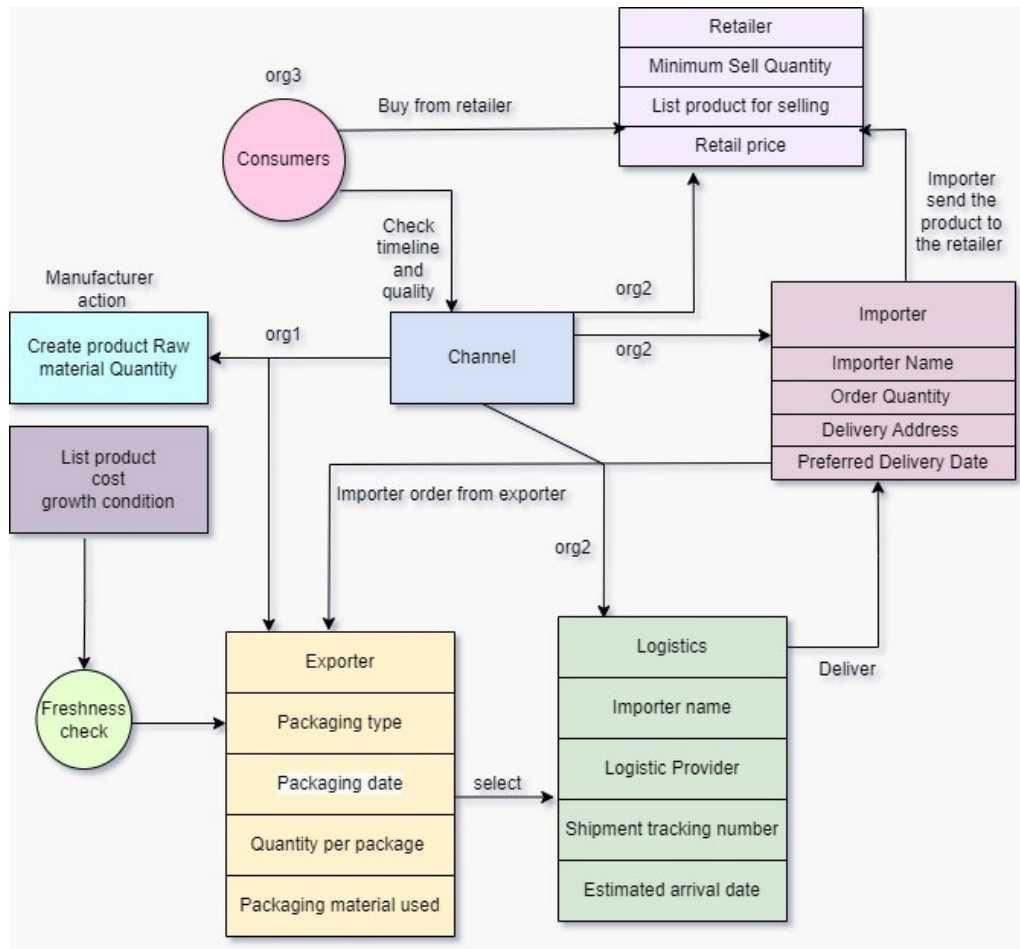 Retailer
Minimum Sell Quantity
List product for selling
Retail price
org3
Buy from retailer
Consumers
Importer
send the
product to
the retailer
Check
timeline
and
quality
Manufacturer
action
Create product Raw
material Quantity
org1
Channel
org2
org2
Importer
Importer Name
Order Quantity
Delivery Address
Preferred Delivery Date
List product
cost
growth condition
Importer order from exporter
org2
Freshness
check
Exporter
Packaging type
Packaging date
Quantity per package
Packaging material used
select
Logistics
Importer name
Logistic Provider
Shipment tracking number
Estimated arrival date
Deliver